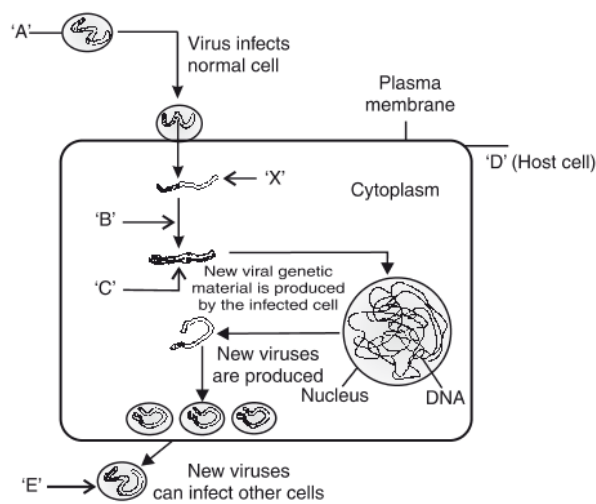 'A'
Virus infects
normal cell
Plasma
membrane
'D' (Host cell)
'X'
Cytoplasm
'B'
'C'
New viral genetic
material is produced
by the infected cell
New viruses
are produced
Nucleus
DNA
'E'
New viruses
can infect other cells